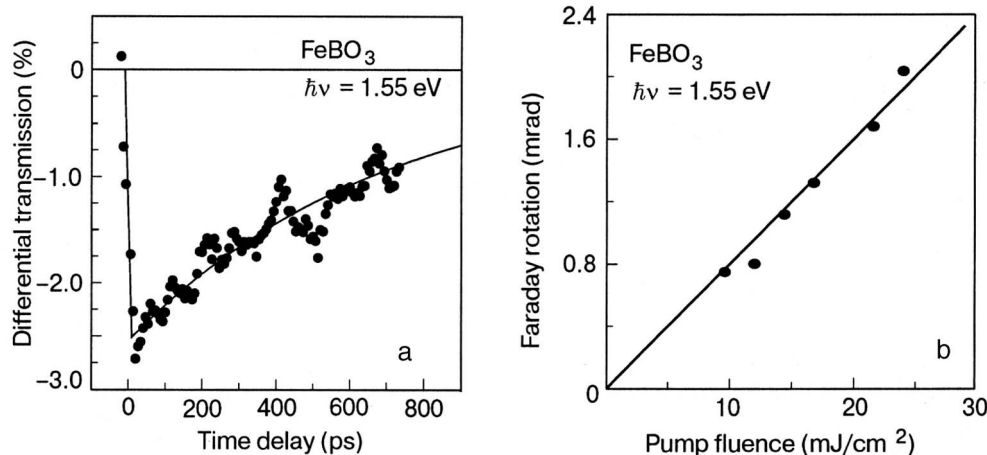 FeBO3
ħν = 1.55 eV
Differential transmission (%)
0
−1.0
−2.0
−3.0
0
200
400
600
800
Time delay (ps)
a
FeBO3
ħν = 1.55 eV
Faraday rotation (mrad)
2.4
1.6
0.8
0
0
10
20
30
Pump fluence (mJ/cm 2)
b